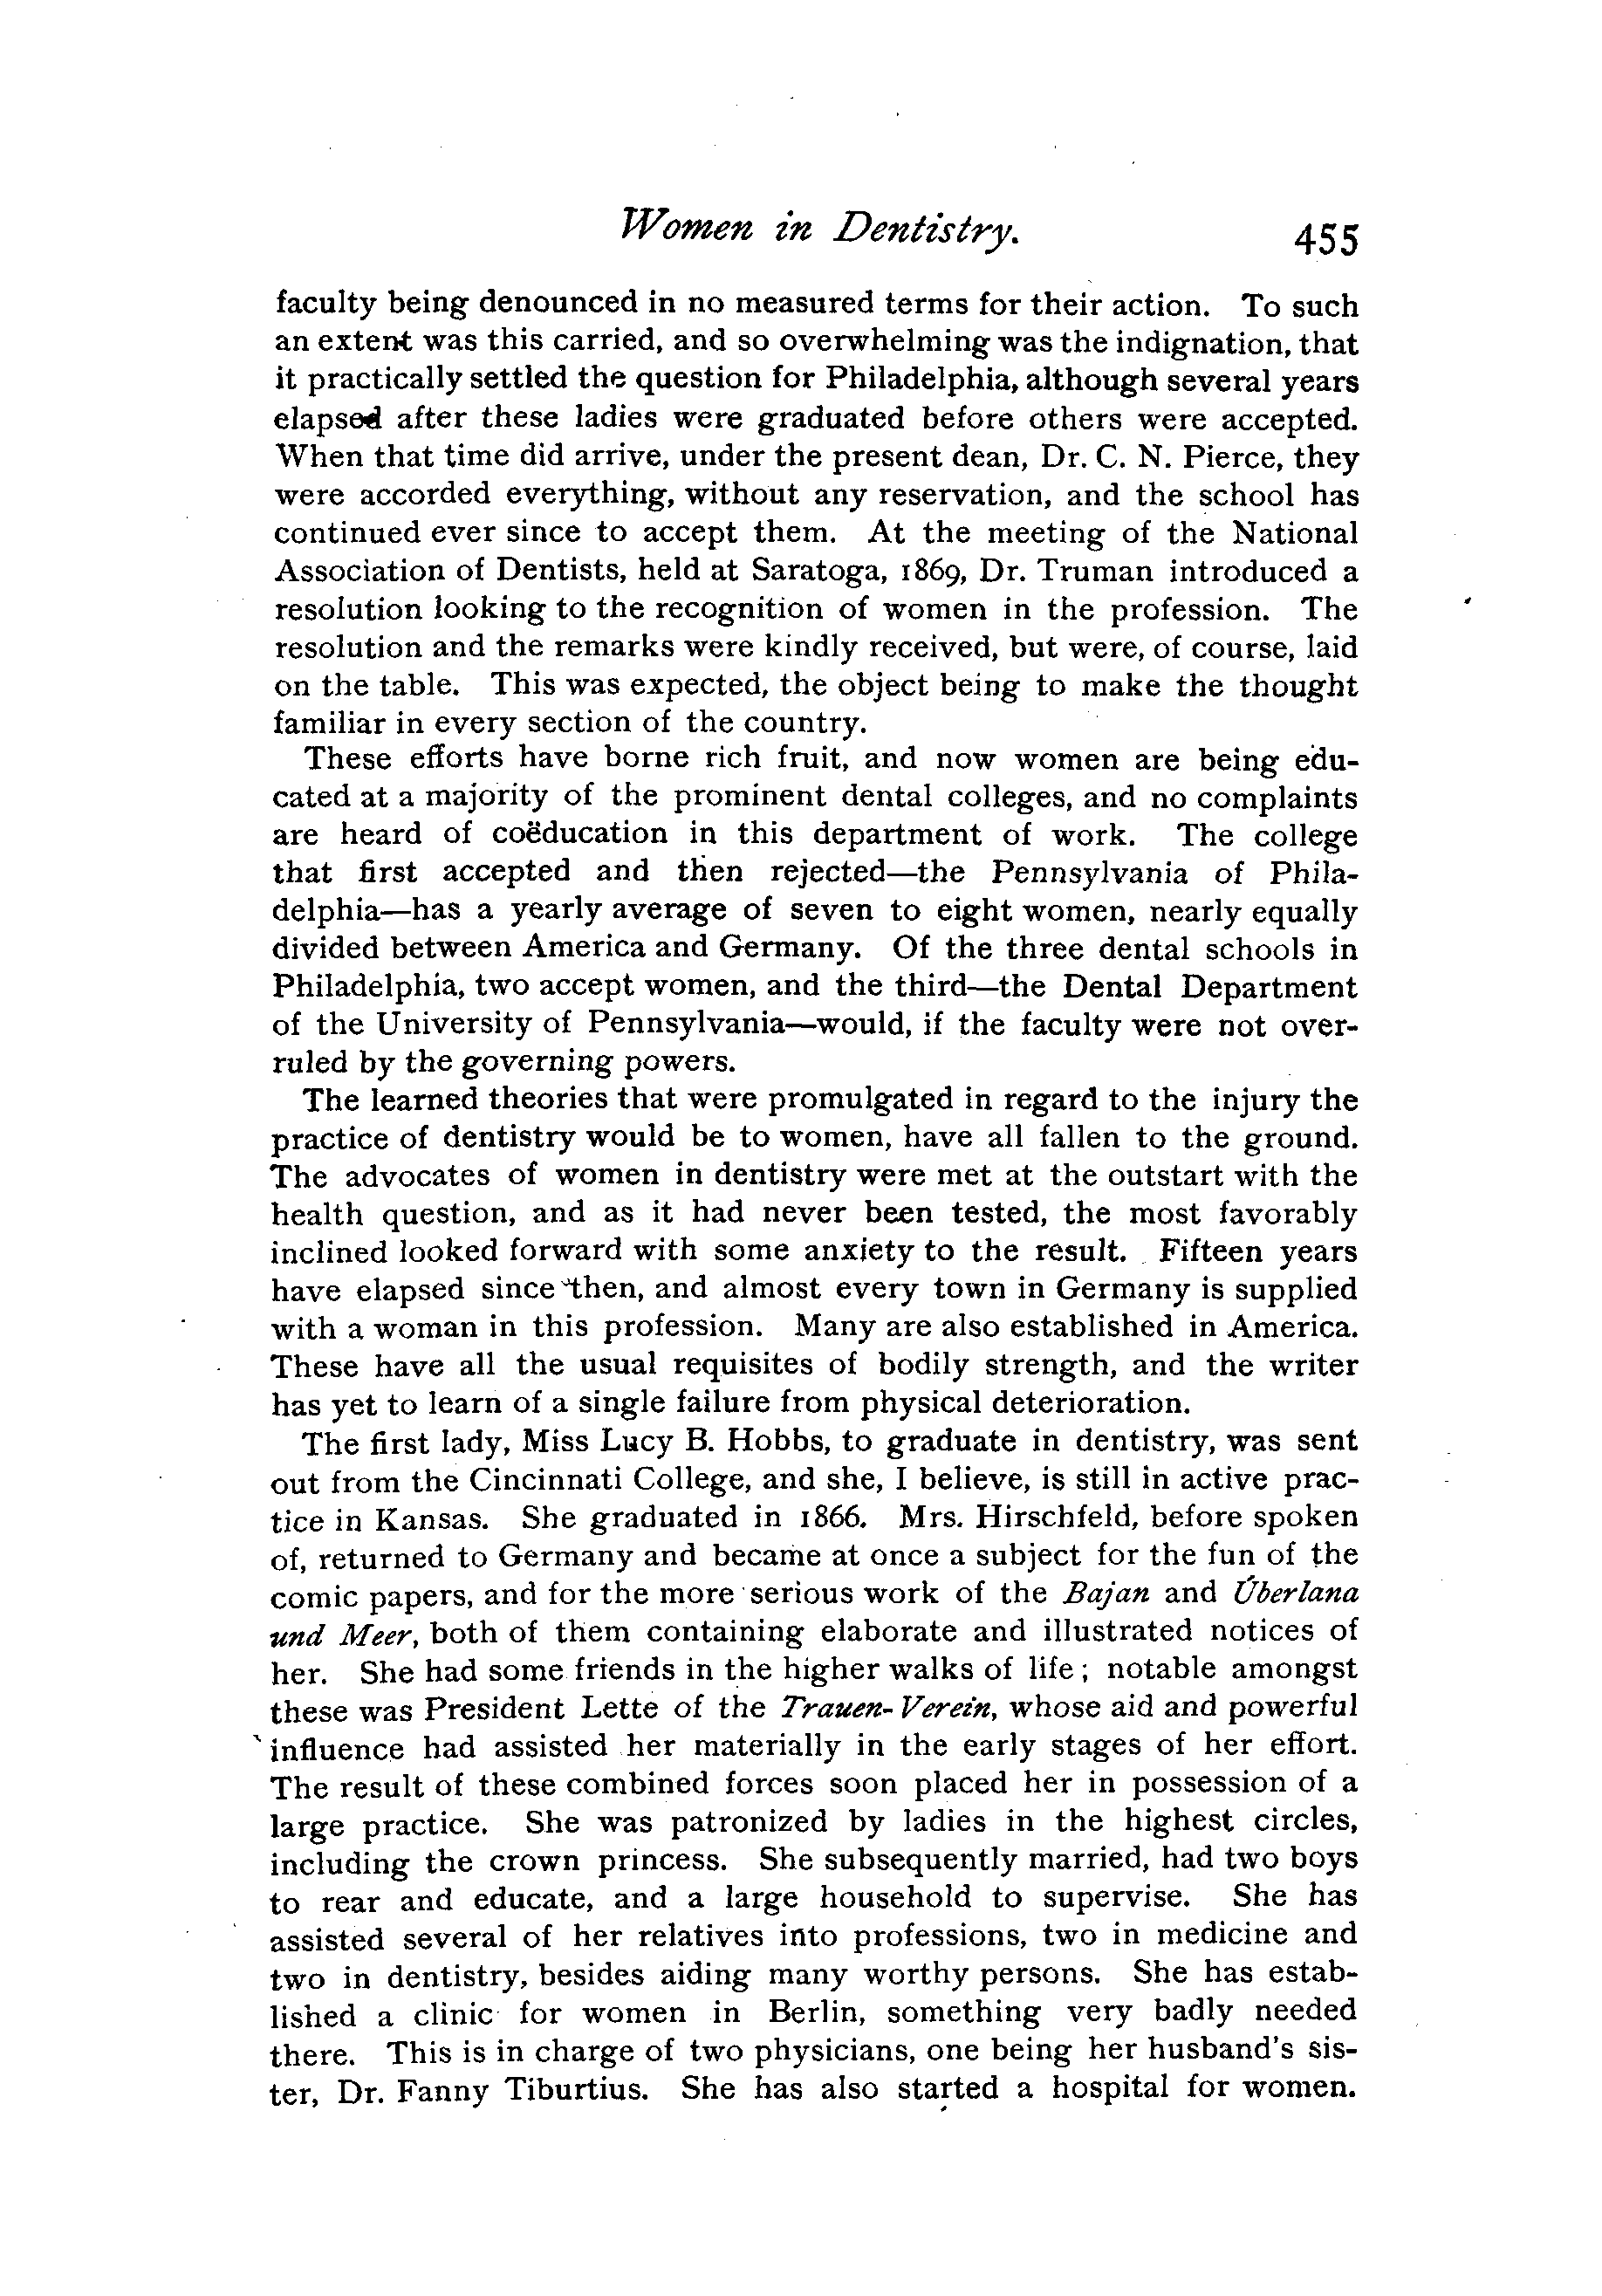 Women in Dentistry. 455
faculty being denounced in no measured terms for their action. To such
an extent was this carried, and so overwhelming was the indignation, that
it practically settled the question for Philadelphia, although several years
elapsed after these ladies were graduated before others were accepted.
When that time did arrive, under the present dean, Dr. C. N. Pierce, they
were accorded everything, without any reservation, and the school has
continued ever since to accept them. At the meeting of the National
Association of Dentists, held at Saratoga, 1869, Dr. Truman introduced a
resolution looking to the recognition of women in the profession. The
resolution and the remarks were kindly received, but were, of course, laid
on the table. This was expected, the object being to make the thought
familiar in every section of the country.
These efforts have borne rich fruit, and now women are being edu-
cated at a majority of the prominent dental colleges, and no complaints
are heard of coëducation in this department of work. The college
that first accepted and then rejected—the Pennsylvania of Phila-
delphia—has a yearly average of seven to eight women, nearly equally
divided between America and Germany. Of the three dental schools in
Philadelphia, two accept women, and the third—the Dental Department
of the University of Pennsylvania—would, if the faculty were not over-
ruled by the governing powers.
The learned theories that were promulgated in regard to the injury the
practice of dentistry would be to women, have all fallen to the ground.
The advocates of women in dentistry were met at the outstart with the
health question, and as it had never been tested, the most favorably
inclined looked forward with some anxiety to the result. Fifteen years
have elapsed since then, and almost every town in Germany is supplied
with a woman in this profession. Many are also established in America.
These have all the usual requisites of bodily strength, and the writer
has yet to learn of a single failure from physical deterioration.
The first lady, Miss Lucy B. Hobbs, to graduate in dentistry, was sent
out from the Cincinnati College, and she, I believe, is still in active prac-
tice in Kansas. She graduated in 1866. Mrs. Hirschfeld, before spoken
of, returned to Germany and became at once a subject for the fun of the
comic papers, and for the more serious work of the Bajan and Überlana
und Meer, both of them containing elaborate and illustrated notices of
her. She had some friends in the higher walks of life; notable amongst
these was President Lette of the Trauen-Verein, whose aid and powerful
influence had assisted her materially in the early stages of her effort.
The result of these combined forces soon placed her in possession of a
large practice. She was patronized by ladies in the highest circles,
including the crown princess. She subsequently married, had two boys
to rear and educate, and a large household to supervise. She has
assisted several of her relatives into professions, two in medicine and
two in dentistry, besides aiding many worthy persons. She has estab-
lished a clinic for women in Berlin, something very badly needed
there. This is in charge of two physicians, one being her husband's sis-
ter, Dr. Fanny Tiburtius. She has also started a hospital for women.